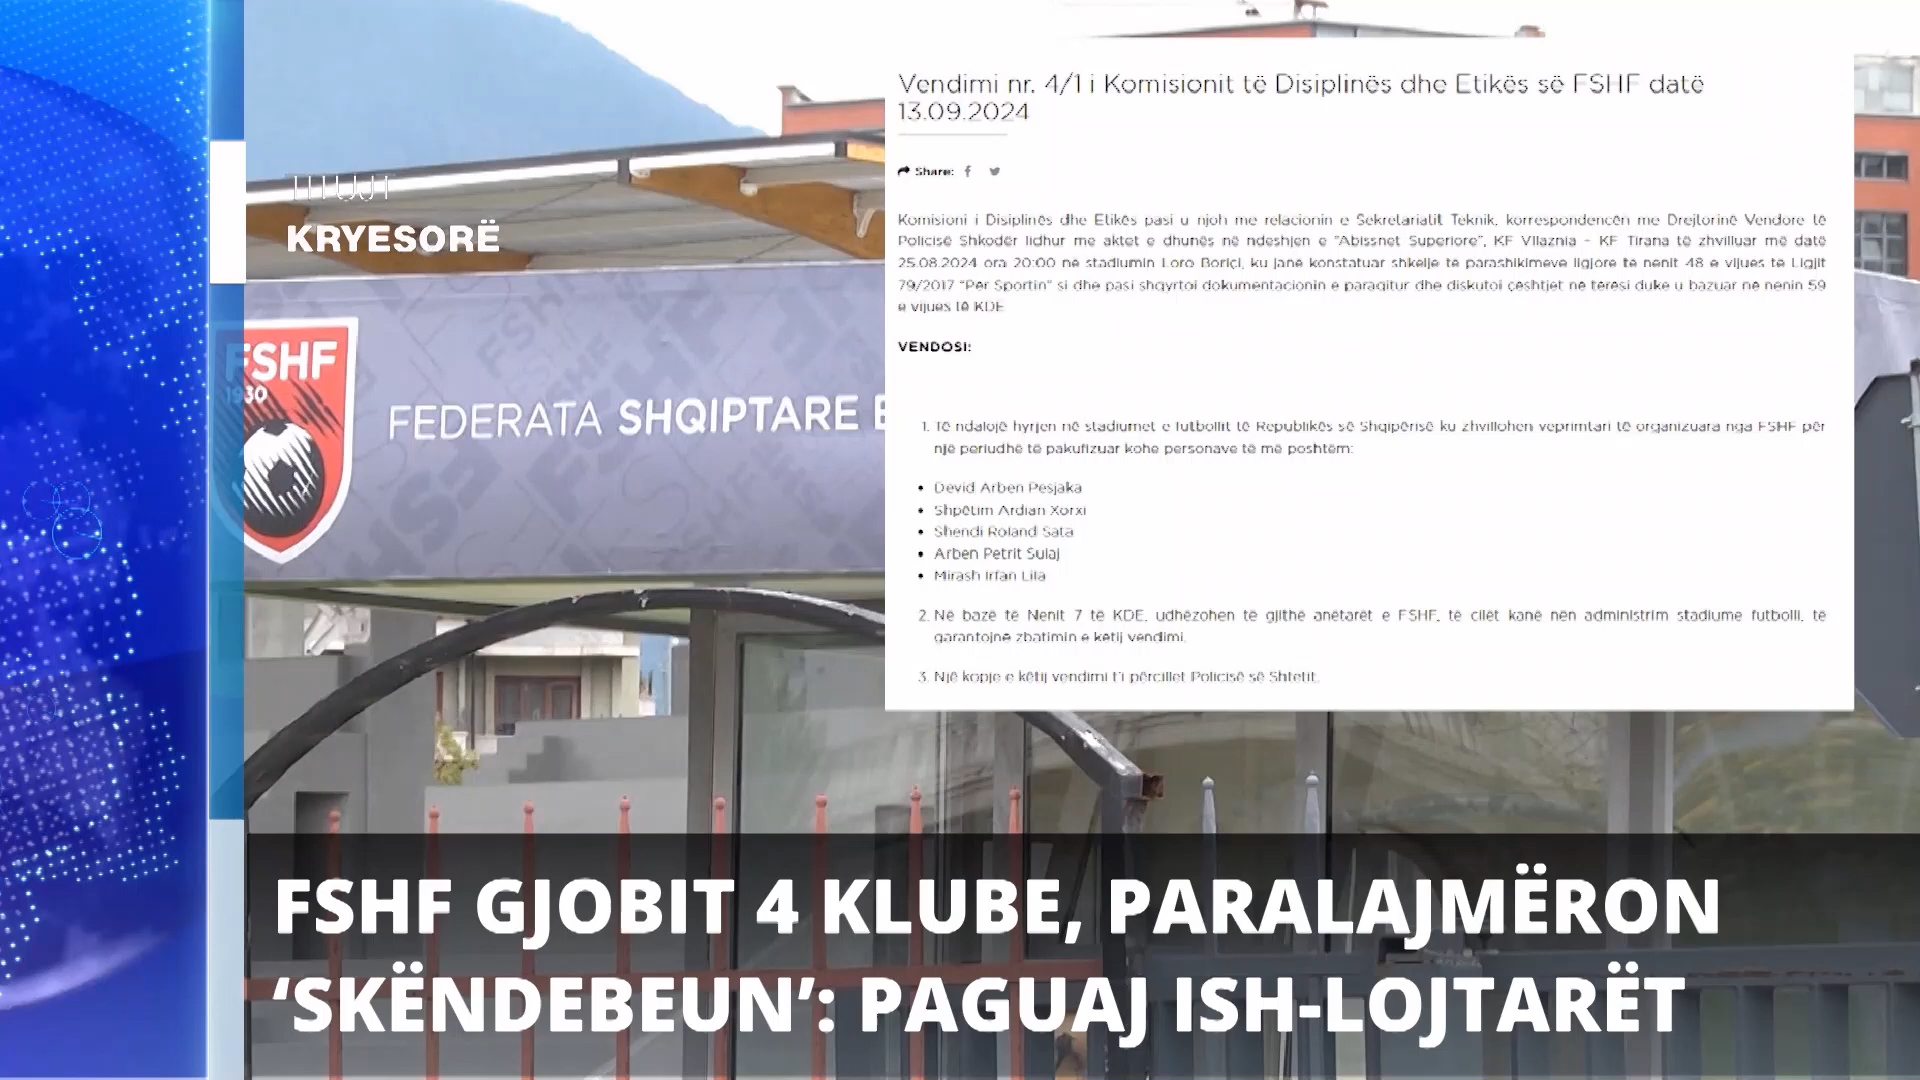 KRYESORË
FSHF
1930
FEDERATA SHQIPTARE E
Vendimi nr. 4/1 i Komisionit të Disiplinës dhe Etikës së FSHF datë
13.09.2024
Share:
Komisioni i Disiplinës dhe Etikës pasi u njoh me relacionin e Sekretariatit Teknik, korrespondencën me Drejtorinë Vendore të
Policisë Shkodër lidhur me aktet e dhunës në ndeshjen e "Abissnet Superiore", KF Vllaznia - KF Tirana të zhvilluar më datë
25.08.2024 ora 20:00 në stadiumin Loro Boriçi, ku janë konstatuar shkelje të parashikimeve ligjore të nenit 48 e vijues të Ligjit
79/2017 "Për Sportin" si dhe pasi shqyrtoi dokumentacionin e paraqitur dhe diskutoi çështjet në tërësi duke u bazuar në nenin 59
e vijues të KDE
VENDOSI:
1. Të ndalojë hyrjen në stadiumet e futbollit të Republikës së Shqipërisë ku zhvillohen veprimtari të organizuara nga FSHF për
një periudhë të pakufizuar kohe personave të më poshtëm:
• Devid Arben Pesjaka
• Shpëtim Ardian Xorxi
• Shendi Roland Sata
• Arben Petrit Sulaj
• Mirash Irfan Lila
2. Në bazë të Nenit 7 të KDE, udhëzohen të gjithë anëtarët e FSHF, të cilët kanë nën administrim stadiume futbolli, të
garantojnë zbatimin e këtij vendimi.
3. Një kopje e këtij vendimi t'i përcillet Policisë së Shtetit.
FSHF GJOBIT 4 KLUBE, PARALAJMËRON
‘SKËNDEBEUN’: PAGUAJ ISH-LOJTARËT